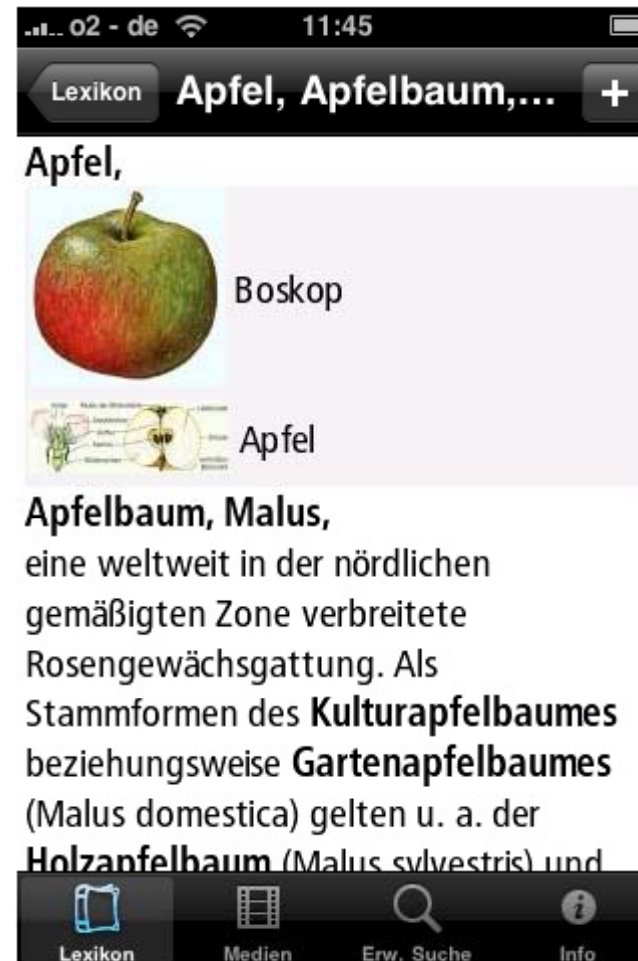 o2 - de 11:45
Lexikon Apfel, Apfelbaum,... +
Apfel,
Boskop
Apfel
Apfelbaum, Malus,
eine weltweit in der nördlichen
gemäßigten Zone verbreitete
Rosengewächsgattung. Als
Stammformen des Kulturapfelbaumes
beziehungsweise Gartenapfelbaumes
(Malus domestica) gelten u. a. der
Holzapfelbaum (Malus sylvestris) und
Lexikon Medien Erw. Suche Info